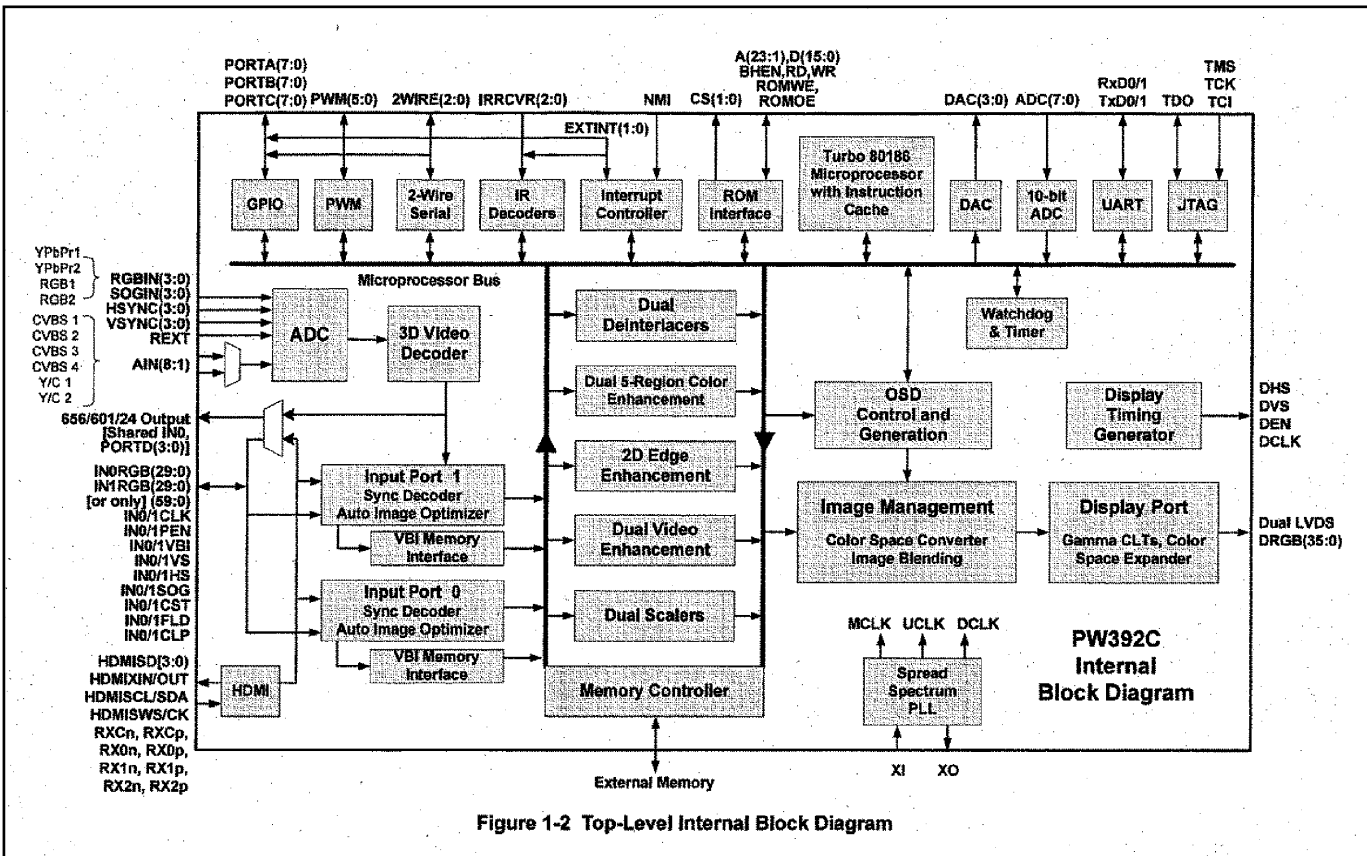 PORTA(7:0)
PORTB(7:0)
PORTC(7:0)
PWM(5:0)
2WIRE(2:0)
IRRCVR(2:0)
EXTINT(1:0)
NMI
CS(1:0)
A(23:1),D(15:0)
BHEN,RD,WR
ROMWE,
ROMOE
DAC(3:0)
ADC(7:0)
RxD0/1
TxD0/1
TDO
TMS
TCK
TCI
GPIO
PWM
2-Wire
Serial
IR
Decoders
Interrupt
Controller
ROM
Interface
Turbo 80186
Microprocessor
with Instruction
Cache
DAC
10-bit
ADC
UART
JTAG
Microprocessor Bus
YPbPr1
YPbPr2
RGB1
RGB2
RGBIN(3:0)
SOGIN(3:0)
HSYNC(3:0)
VSYNC(3:0)
REXT
CVBS 1
CVBS 2
CVBS 3
CVBS 4
Y/C 1
Y/C 2
AIN(8:1)
ADC
3D Video
Decoder
656/601/24 Output
[Shared IN0,
PORTD(3:0)]
IN0RGB(29:0)
IN1RGB(29:0)
[or only] (59:0)
IN0/1CLK
IN0/1PEN
IN0/1VBI
IN0/1VS
IN0/1HS
IN0/1SOG
IN0/1CST
IN0/1FLD
IN0/1CLP
HDMISD[3:0)
HDMIXIN/OUT
HDMISCL/SDA
HDMISWS/CK
RXCn, RXCp,
RX0n, RX0p,
RX1n, RX1p,
RX2n, RX2p
HDMI
Input Port 1
Sync Decoder
Auto Image Optimizer
VBI Memory
Interface
Input Port 0
Sync Decoder
Auto Image Optimizer
VBI Memory
Interface
Dual
Deinterlacers
Dual 5-Region Color
Enhancement
2D Edge
Enhancement
Dual Video
Enhancement
Dual Scalers
Memory Controller
External Memory
Watchdog
& Timer
OSD
Control and
Generation
Display
Timing
Generator
DHS
DVS
DEN
DCLK
Image Management
Color Space Converter
Image Blending
Display Port
Gamma CLTs, Color
Space Expander
Dual LVDS
DRGB(35:0)
MCLK
UCLK
DCLK
Spread
Spectrum
PLL
XI
XO
PW392C
Internal
Block Diagram
Figure 1-2 Top-Level Internal Block Diagram